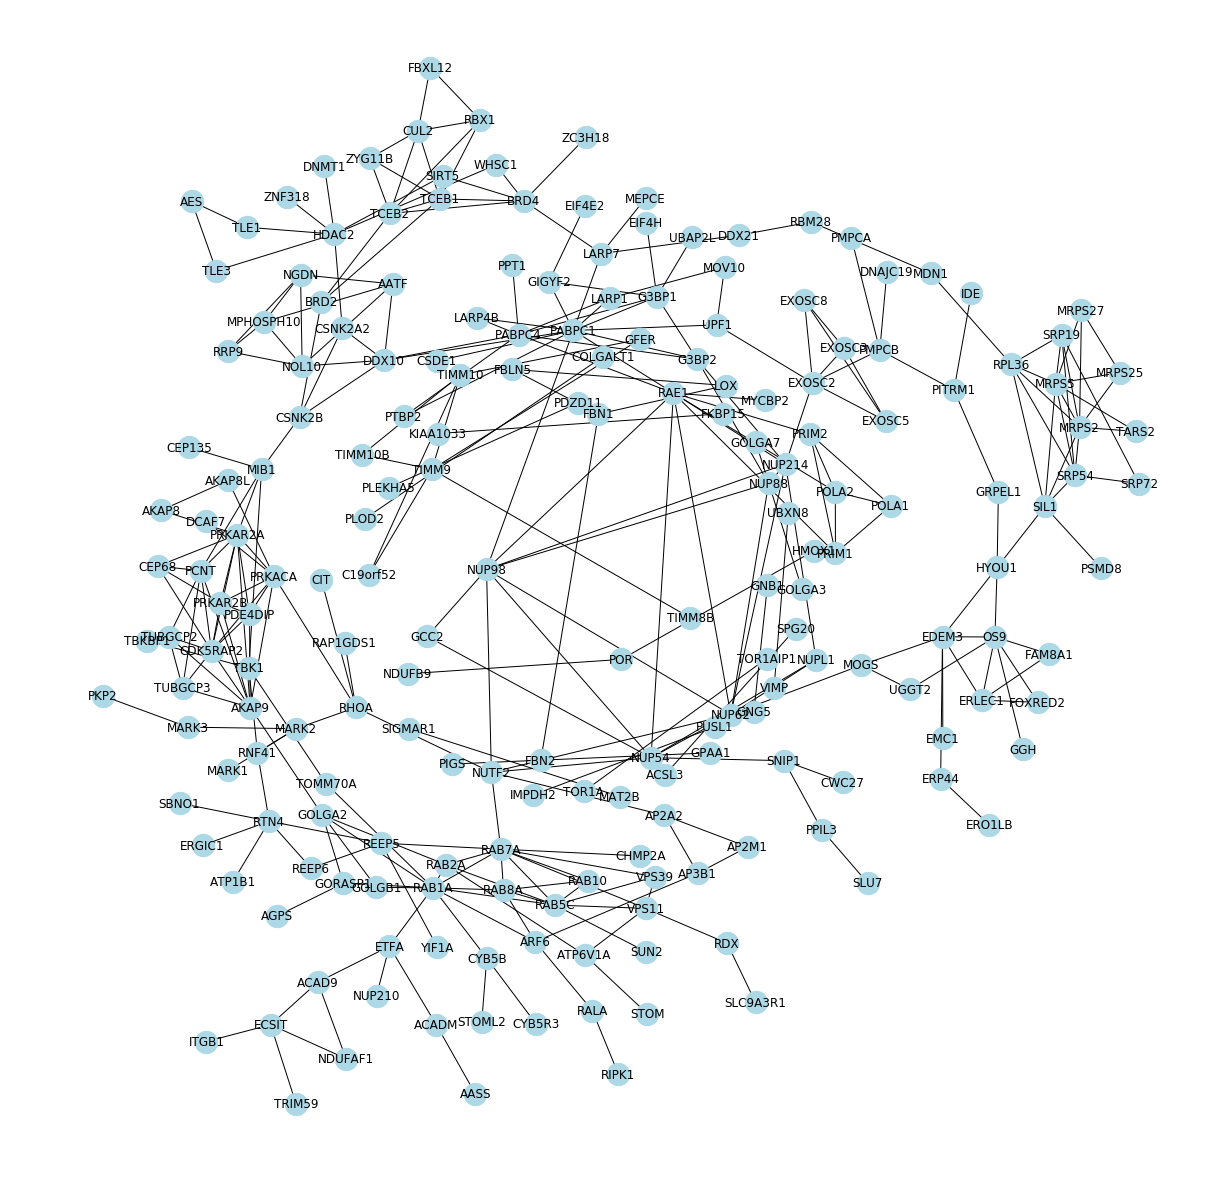 FBXL12
RBX1
CUL2
ZC3H18
ZYG11B
DNMT1
WHSC1
SIRT5
ZNF318
TCEB1
BRD4
AES
TCEB2
MEPCE
EIF4E2
EIF4H
TLE1
HDAC2
RBM28
UBAP2L
DDX21
PMPCA
LARP7
TLE3
NGDN
PPT1
MOV10
DNAJC19
MDN1
AATF
GIGYF2
BRD2
LARP1
G3BP1
IDE
EXOSC8
MRPS27
MPHOSPH10
CSNK2A2
LARP4B
PABPC4
PABPC1
UPF1
SRP19
GFER
RRP9
NOL10
DDX10
CSDE1
COLGALT1
G3BP2
EXOSC3
PMPCB
RPL36
MRPS25
TIMM10
FBLN5
LOX
EXOSC2
MRPS5
RAE1
PITRM1
MYCBP2
PDZD11
FBN1
CSNK2B
PTBP2
FKBP15
EXOSC5
KIAA1033
PRIM2
MRPS2
TARS2
CEP135
GOLGA7
TIMM10B
MIB1
TIMM9
NUP214
AKAP8L
PLEKHA5
NUP88
SRP54
SRP72
POLA2
GRPEL1
POLA1
SIL1
AKAP8
DCAF7
PLOD2
UBXN8
PRKAR2A
HMOX1
PRIM1
CEP68
PCNT
PRKACA
CIT
C19orf52
NUP98
HYOU1
PSMD8
GNB1
GOLGA3
PRKAR2B
PDE4DIP
TIMM8B
SPG20
TBKBP1
TUBGCP2
CDK5RAP2
RAP1GDS1
GCC2
EDEM3
OS9
FAM8A1
TOR1AIP1
NUPL1
MOGS
POR
TBK1
NDUFB9
TUBGCP3
VIMP
UGGT2
PKP2
AKAP9
RHOA
ERLEC1
FOXRED2
MARK3
MARK2
SIGMAR1
NUP62
GNG5
PUSL1
EMC1
GGH
RNF41
MARK1
PIGS
NUTF2
FBN2
NUP54
GPAA1
SNIP1
ACSL3
ERP44
CWC27
TOMM70A
IMPDH2
TOR1A
MAT2B
SBNO1
RTN4
GOLGA2
AP2A2
PPIL3
ERO1LB
ERGIC1
REEP5
RAB7A
AP2M1
CHMP2A
REEP6
RAB2A
ATP1B1
GORASP1
GOLGB1
RAB1A
RAB8A
RAB10
VPS39
AP3B1
SLU7
RAB5C
VPS11
AGPS
ETFA
YIF1A
ARF6
ATP6V1A
SUN2
RDX
CYB5B
ACAD9
NUP210
SLC9A3R1
ECSIT
ACADM
STOML2
CYB5R3
RALA
STOM
ITGB1
NDUFAF1
RIPK1
TRIM59
AASS